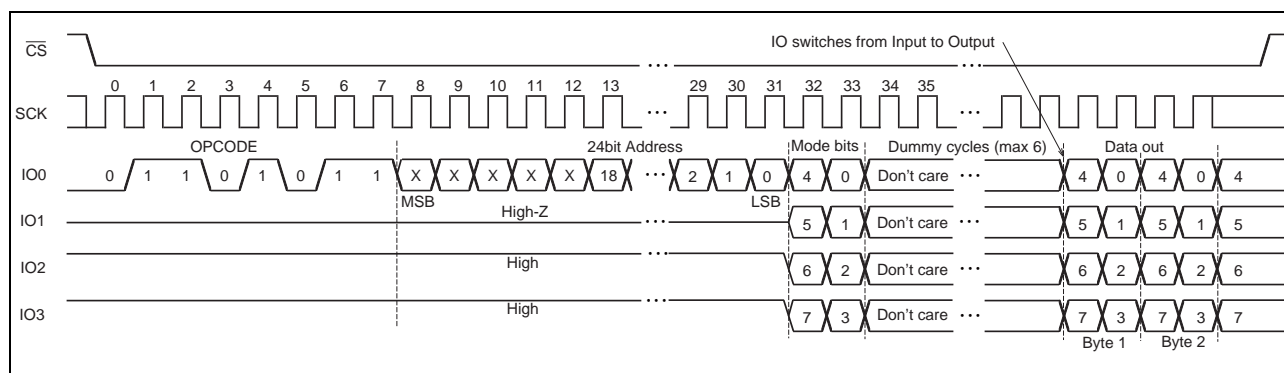 CS IO switches from Input to Output
0 1 2 3 4 5 6 7 8 9 10 11 12 13 29 30 31 32 33 34 35
SCK
OPCODE 24bit Address Mode bits Dummy cycles (max 6) Data out
IO0 0 1 1 0 1 0 1 1 X X X X X 18 ... 2 1 0 4 0 Don't care ... 4 0 4 0 4
MSB LSB
IO1 High-Z ... 5 1 Don't care ... 5 1 5 1 5
IO2 High ... 6 2 Don't care ... 6 2 6 2 6
IO3 High ... 7 3 Don't care ... 7 3 7 3 7
Byte 1 Byte 2